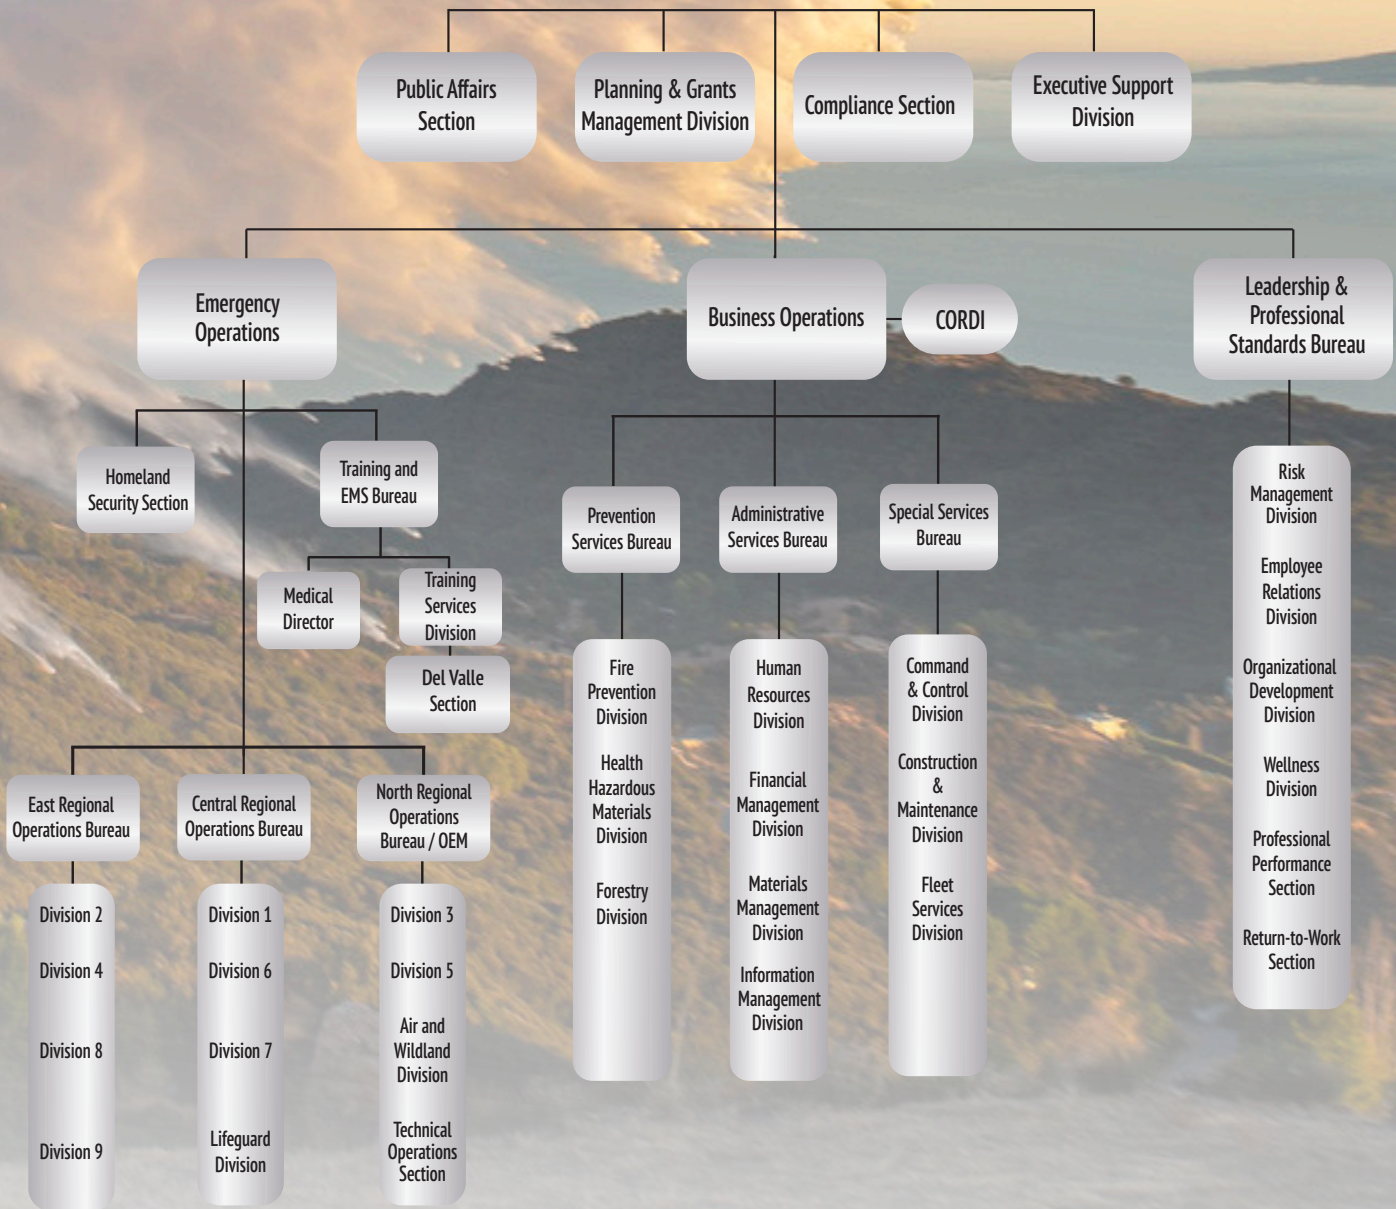 Public Affairs
Section
Planning & Grants
Management Division
Compliance Section
Executive Support
Division
Emergency
Operations
Business Operations
CORDI
Leadership &
Professional
Standards Bureau
Homeland
Security Section
Training and
EMS Bureau
Medical
Director
Training
Services
Division
Del Valle
Section
Prevention
Services Bureau
Administrative
Services Bureau
Special Services
Bureau
East Regional
Operations Bureau
Central Regional
Operations Bureau
North Regional
Operations
Bureau / OEM
Division 2
Division 4
Division 8
Division 9
Division 1
Division 6
Division 7
Lifeguard
Division
Division 3
Division 5
Air and
Wildland
Division
Technical
Operations
Section
Fire
Prevention
Division
Health
Hazardous
Materials
Division
Forestry
Division
Human
Resources
Division
Financial
Management
Division
Materials
Management
Division
Information
Management
Division
Command
& Control
Division
Construction
&
Maintenance
Division
Fleet
Services
Division
Risk
Management
Division
Employee
Relations
Division
Organizational
Development
Division
Wellness
Division
Professional
Performance
Section
Return-to-Work
Section